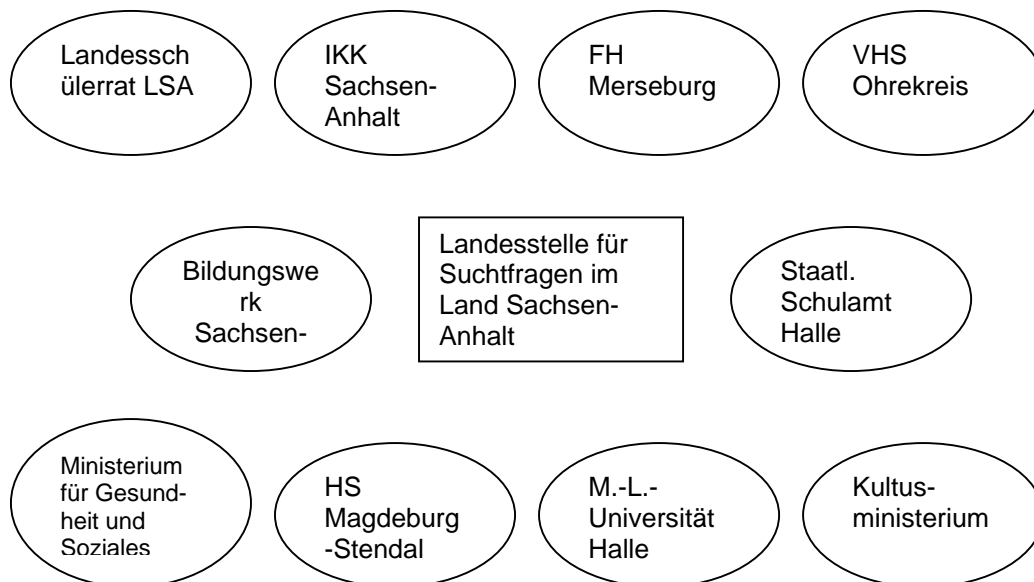 Landessch
ülerrat LSA
IKK
Sachsen-
Anhalt
FH
Merseburg
VHS
Ohrekreis
Bildungswe
rk
Sachsen-
Landesstelle für
Suchtfragen im
Land Sachsen-
Anhalt
Staatl.
Schulamt
Halle
Ministerium
für Gesund-
heit und
Soziales
HS
Magdeburg
-Stendal
M.-L.-
Universität
Halle
Kultus-
ministerium